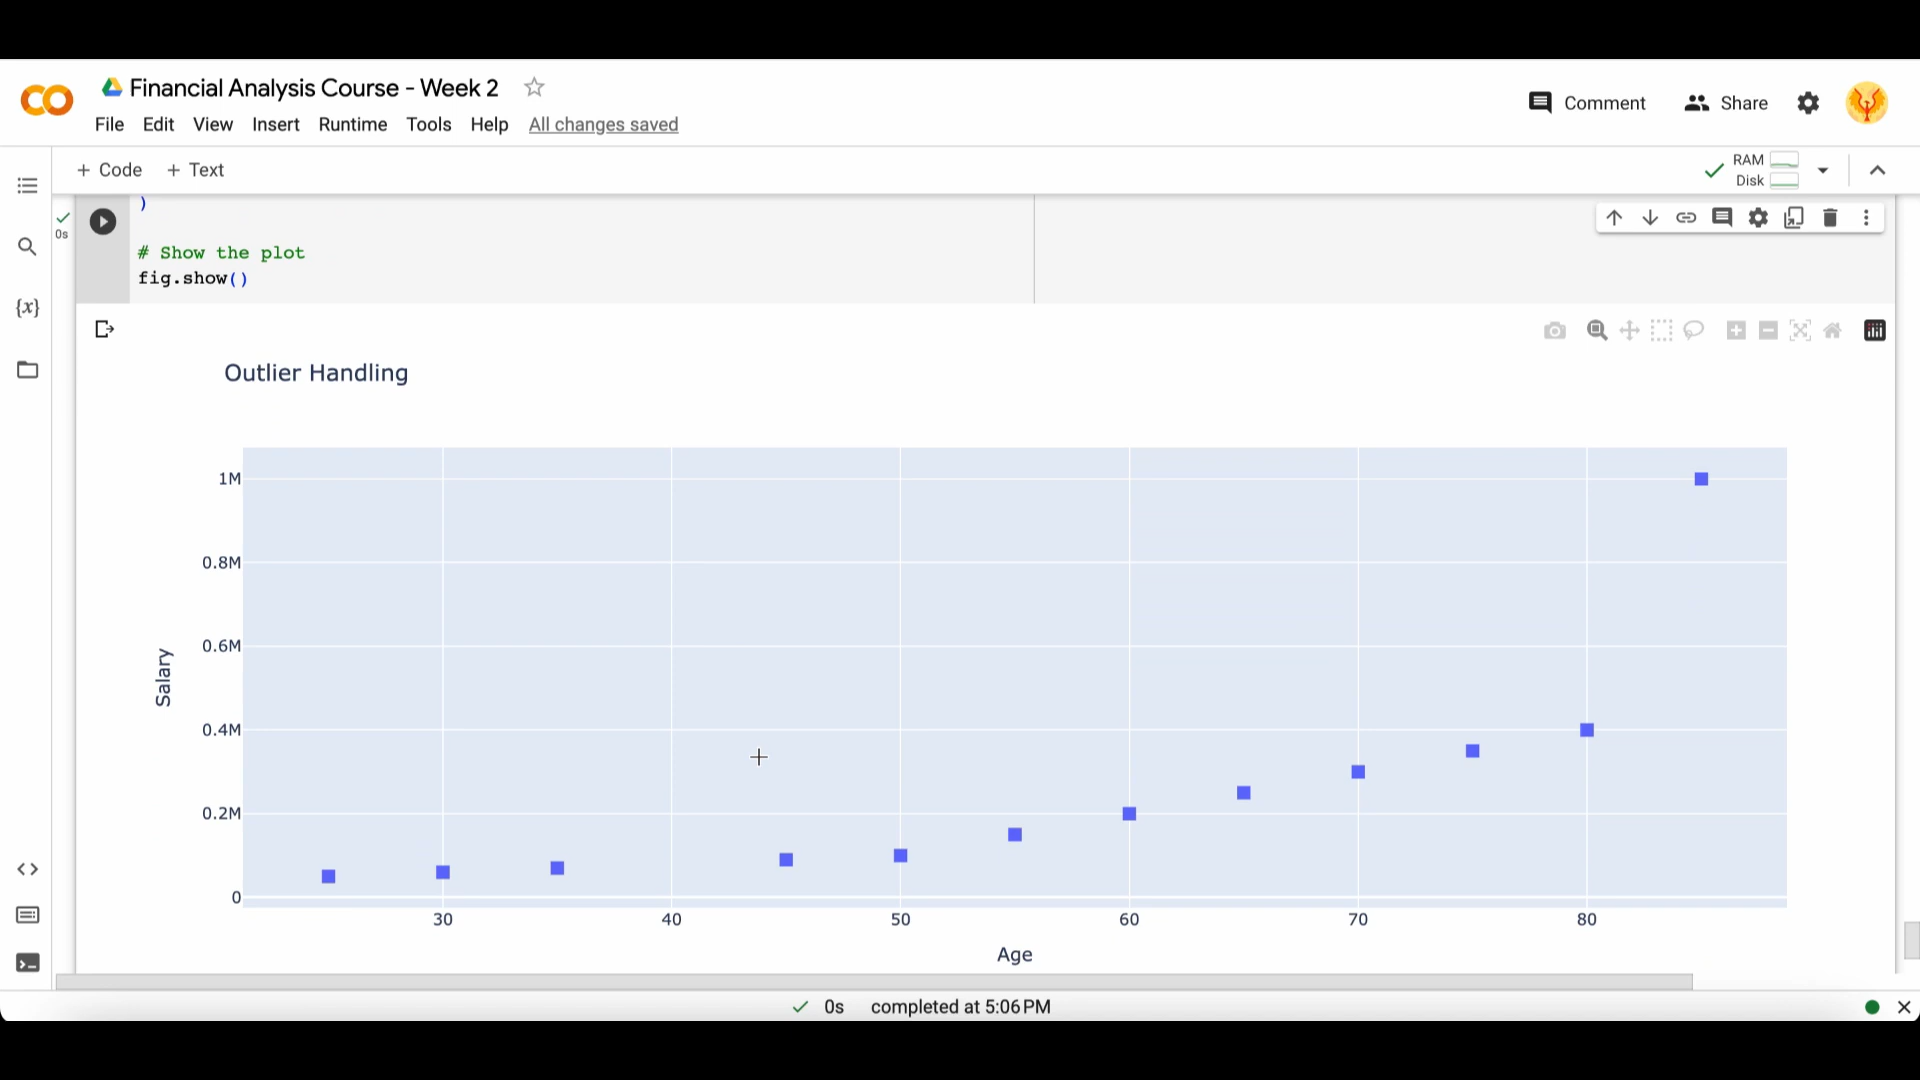 Financial Analysis Course - Week 2
Comment
Share
File Edit View Insert Runtime Tools Help All changes saved
+ Code + Text
RAM
Disk
)
0s
# Show the plot
fig.show()
{x}
Outlier Handling
1M
0.8M
0.6M
0.4M
0.2M
0
Salary
30 40 50 60 70 80
Age
0s completed at 5:06 PM